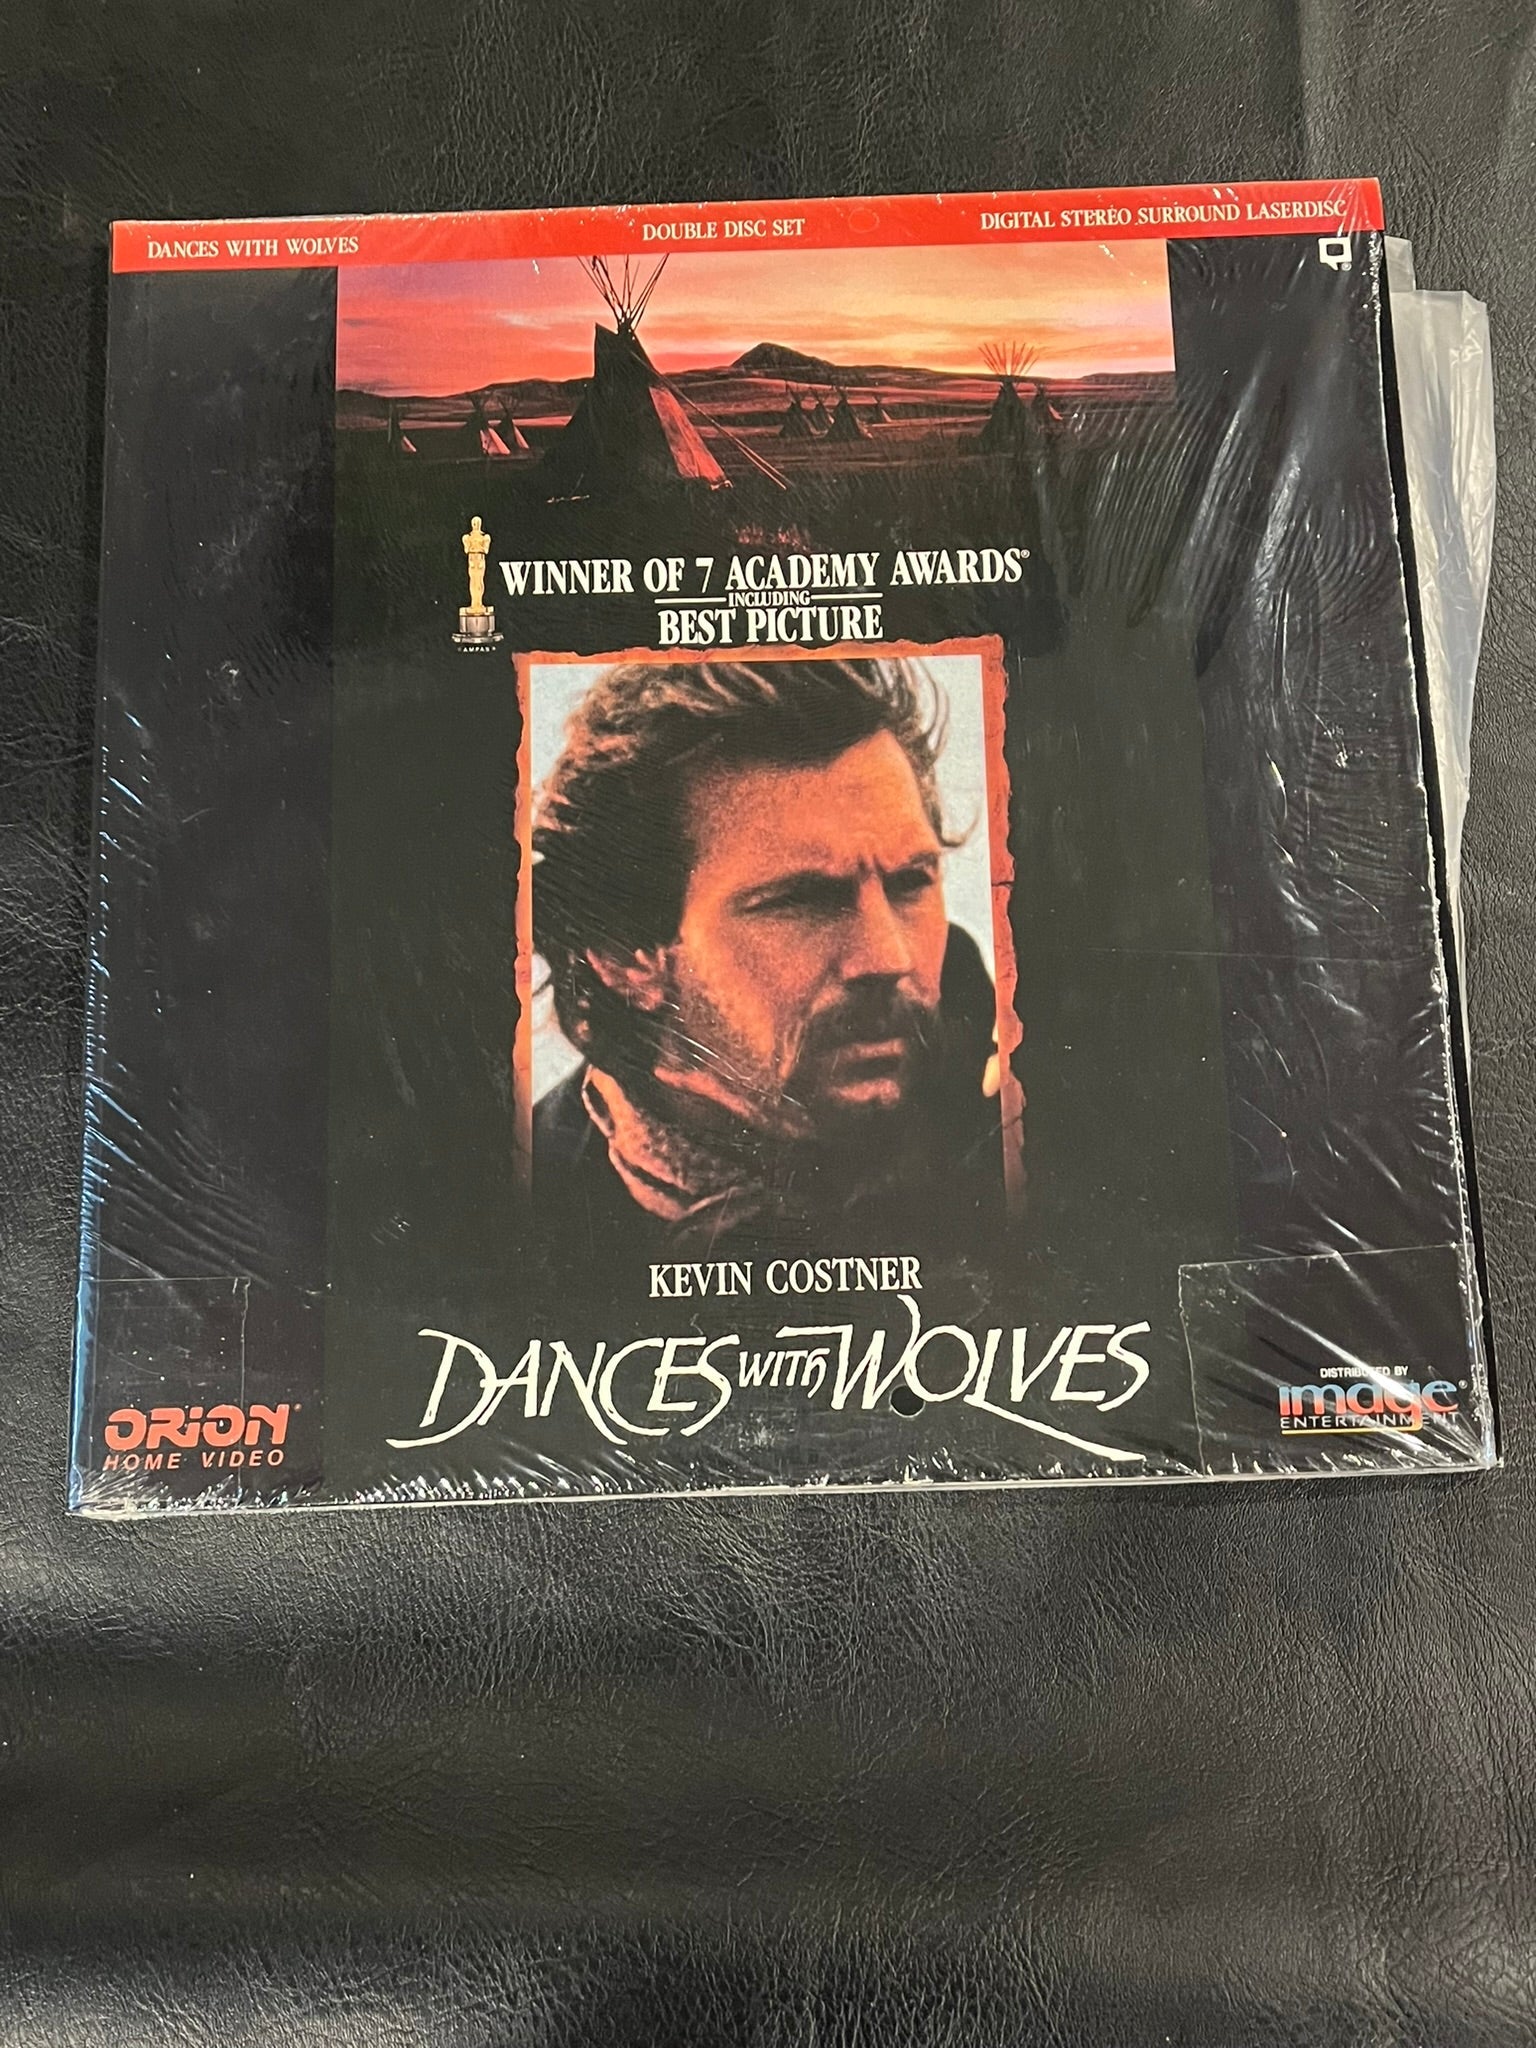 DANCES WITH WOLVES
DOUBLE DISC SET
DIGITAL STEREO SURROUND LASERDISC
®
WINNER OF 7 ACADEMY AWARDS®
INCLUDING
BEST PICTURE
AMPAS
KEVIN COSTNER
DANCES WITH WOLVES
ORION®
HOME VIDEO
DISTRIBUTED BY
image®
ENTERTAINMENT